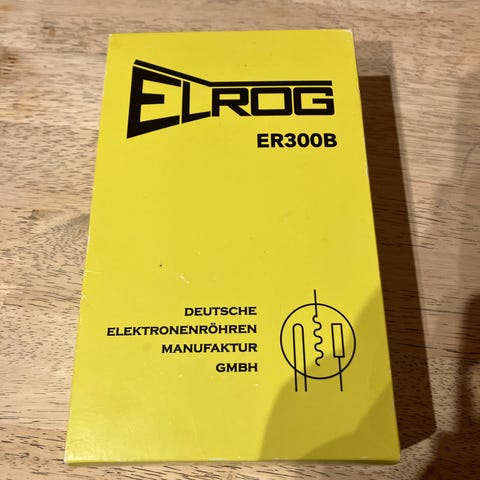 ELROG
ER300B
DEUTSCHE
ELEKTRONENRÖHREN
MANUFAKTUR
GMBH